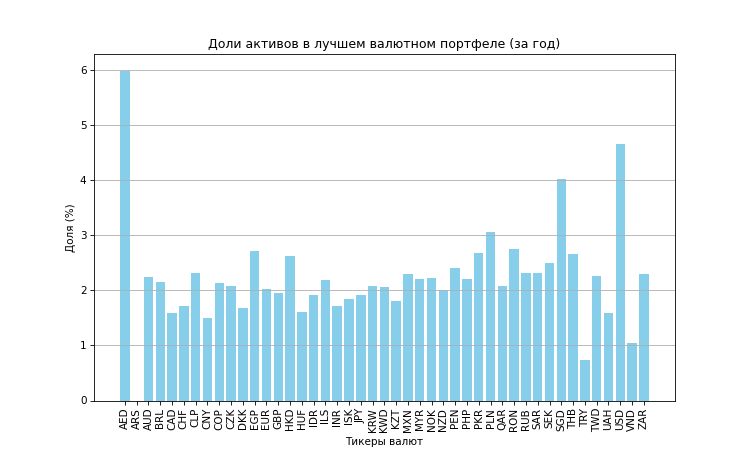 Доли активов в лучшем валютном портфеле (за год)
Доля (%)
6
5
4
3
2
1
0
AED ARS AUD BRL CAD CHF CLP CNY COP CZK DKK EGP EUR GBP HKD HUF IDR ILS INR ISK JPY KRW KWD KZT MXN MYR NOK NZD PEN PHP PKR PLN QAR RON RUB SAR SEK SGD THB TRY TWD UAH USD VND ZAR
Тикеры валют